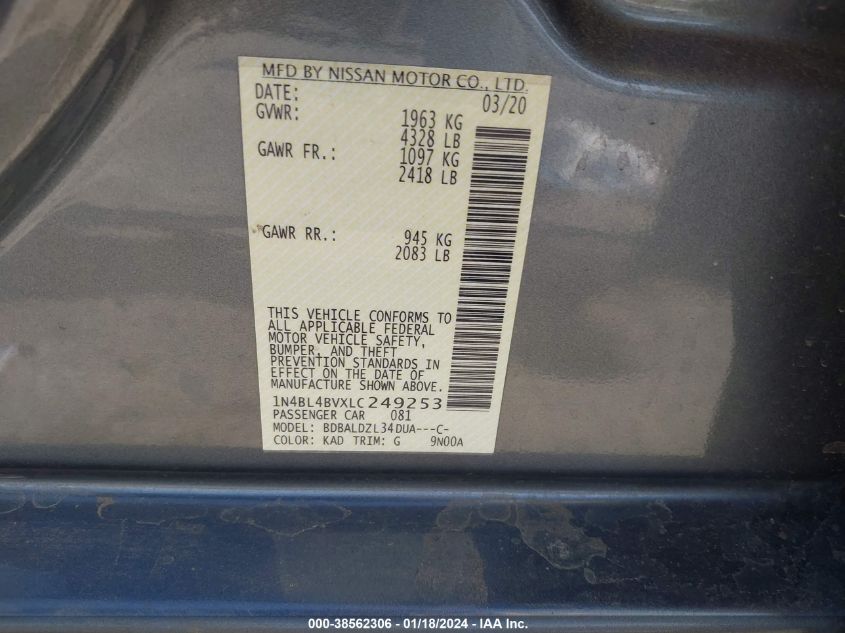 MFD BY NISSAN MOTOR CO., LTD.
DATE: 03/20
GVWR: 1963 KG
4328 LB
GAWR FR.: 1097 KG
2418 LB
GAWR RR.: 945 KG
2083 LB
THIS VEHICLE CONFORMS TO
ALL APPLICABLE FEDERAL
MOTOR VEHICLE SAFETY,
BUMPER, AND THEFT
PREVENTION STANDARDS IN
EFFECT ON THE DATE OF
MANUFACTURE SHOWN ABOVE.
1N4BL4BVXLC249253
PASSENGER CAR 081
MODEL: BDBALDZL34DUA---C-
COLOR: KAD TRIM: G 9N00A
000-38562306 - 01/18/2024 - IAA Inc.